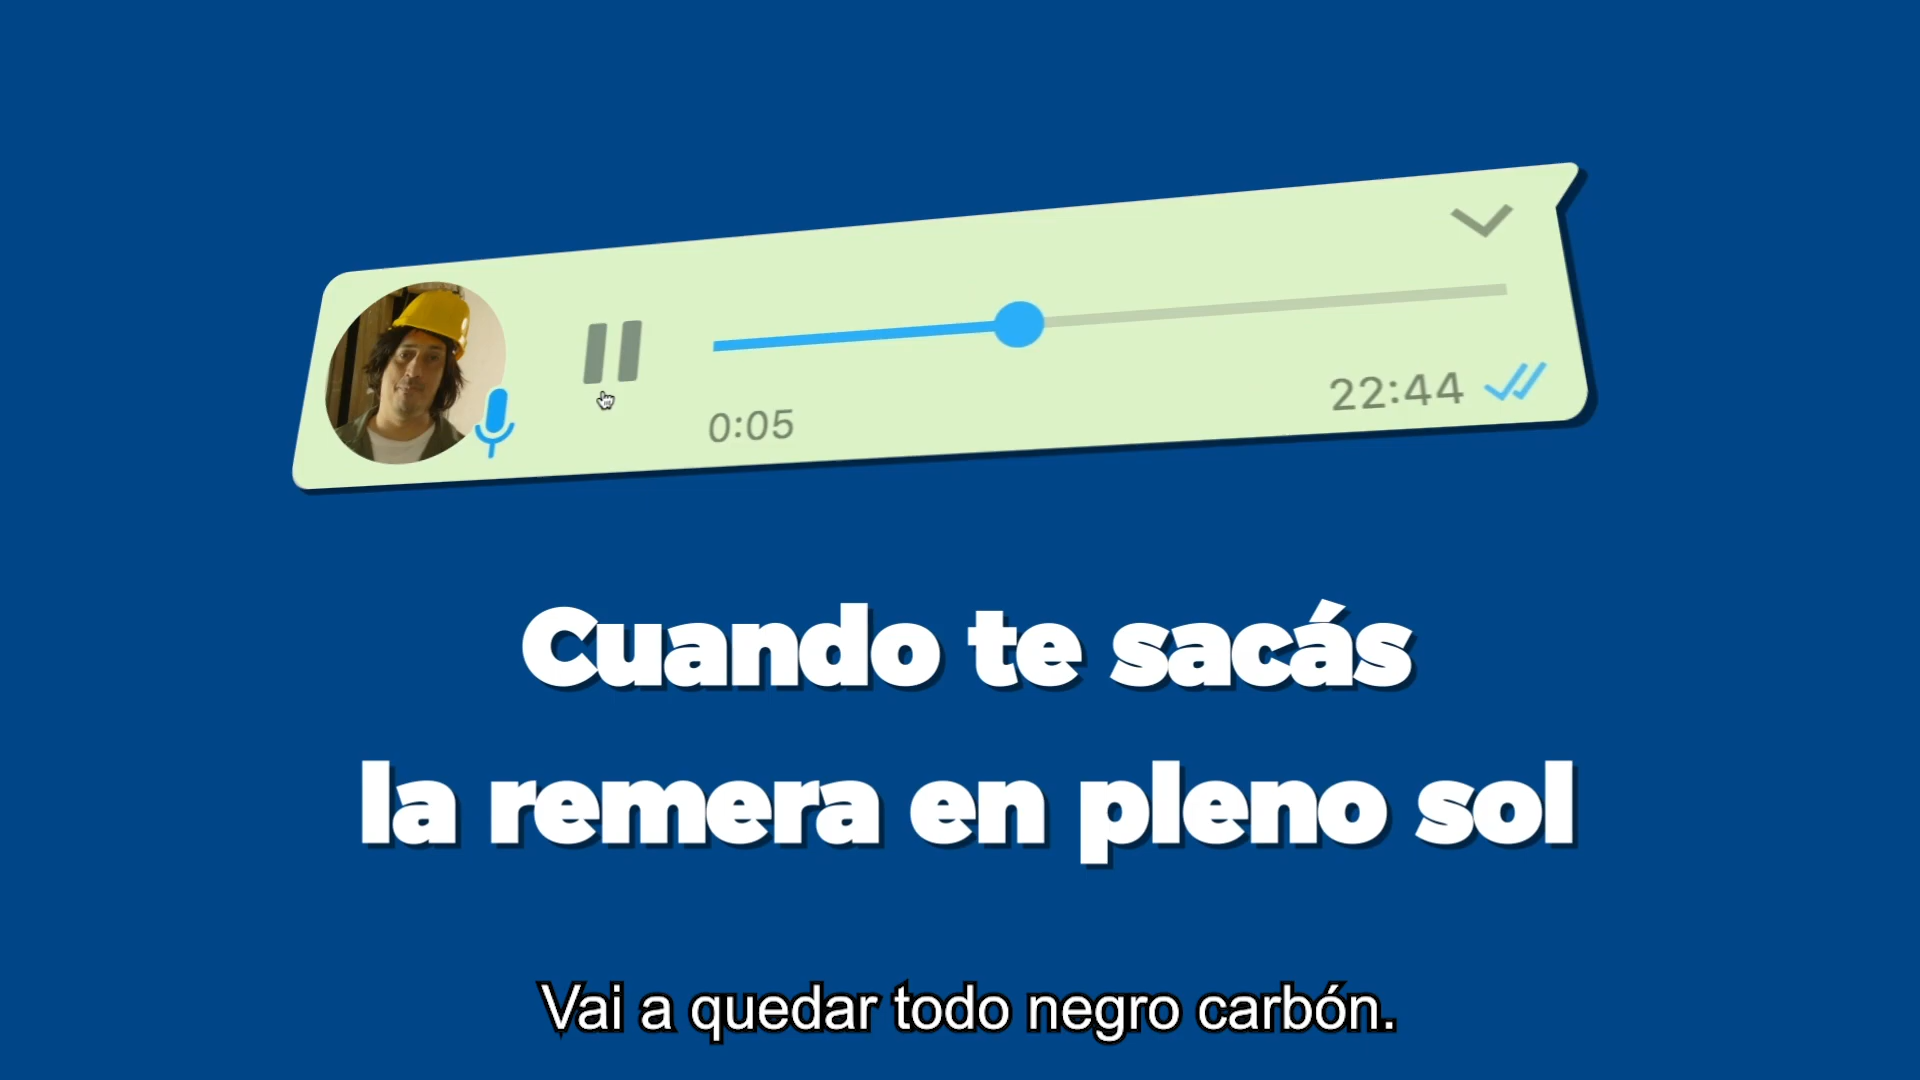 0:05
22:44
Cuando te sacás
la remera en pleno sol
Vai a quedar todo negro carbón.